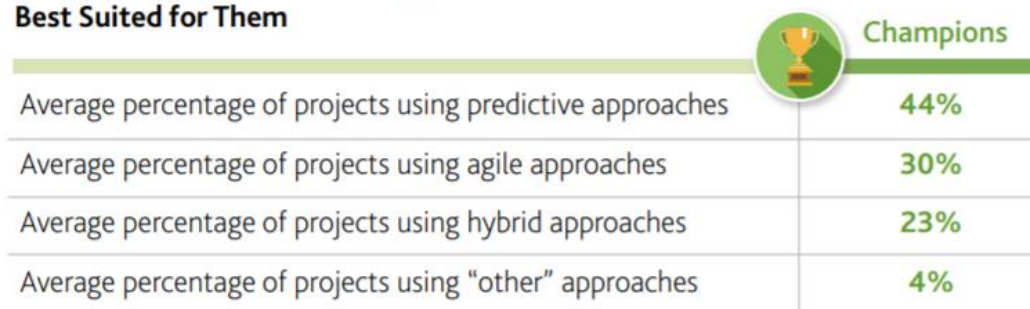 Best Suited for Them
Champions
Average percentage of projects using predictive approaches 44%
Average percentage of projects using agile approaches 30%
Average percentage of projects using hybrid approaches 23%
Average percentage of projects using “other” approaches 4%